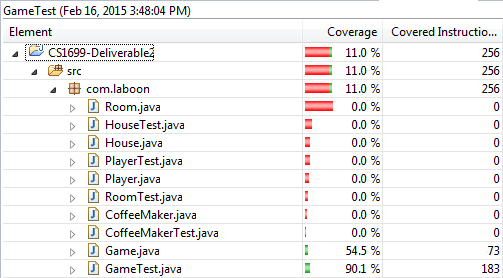 GameTest (Feb 16, 2015 3:48:04 PM)
Element Coverage Covered Instructio...
CS1699-Deliverable2 11.0 % 256
src 11.0 % 256
com.laboon 11.0 % 256
Room.java 0.0 % 0
HouseTest.java 0.0 % 0
House.java 0.0 % 0
PlayerTest.java 0.0 % 0
Player.java 0.0 % 0
RoomTest.java 0.0 % 0
CoffeeMaker.java 0.0 % 0
CoffeeMakerTest.java 0.0 % 0
Game.java 54.5 % 73
GameTest.java 90.1 % 183